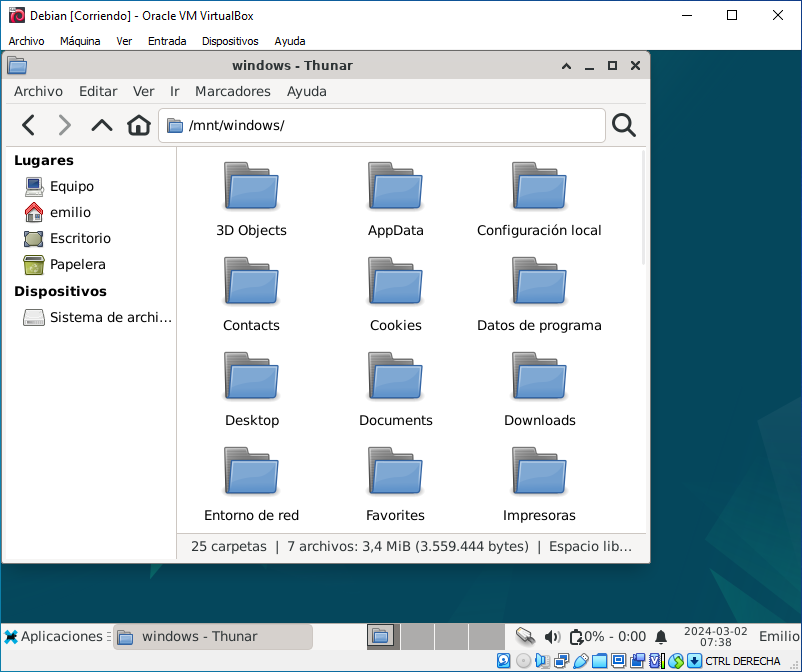 Debian [Corriendo] - Oracle VM VirtualBox
Archivo Máquina Ver Entrada Dispositivos Ayuda
windows - Thunar
Archivo Editar Ver Ir Marcadores Ayuda
/mnt/windows/
Lugares
Equipo
emilio
Escritorio
Papelera
Dispositivos
Sistema de archi...
3D Objects AppData Configuración local
Contacts Cookies Datos de programa
Desktop Documents Downloads
Entorno de red Favorites Impresoras
25 carpetas | 7 archivos: 3,4 MiB (3.559.444 bytes) | Espacio lib...
Aplicaciones windows - Thunar 0% - 0:00 2024-03-02 Emilio
07:38
CTRL DERECHA